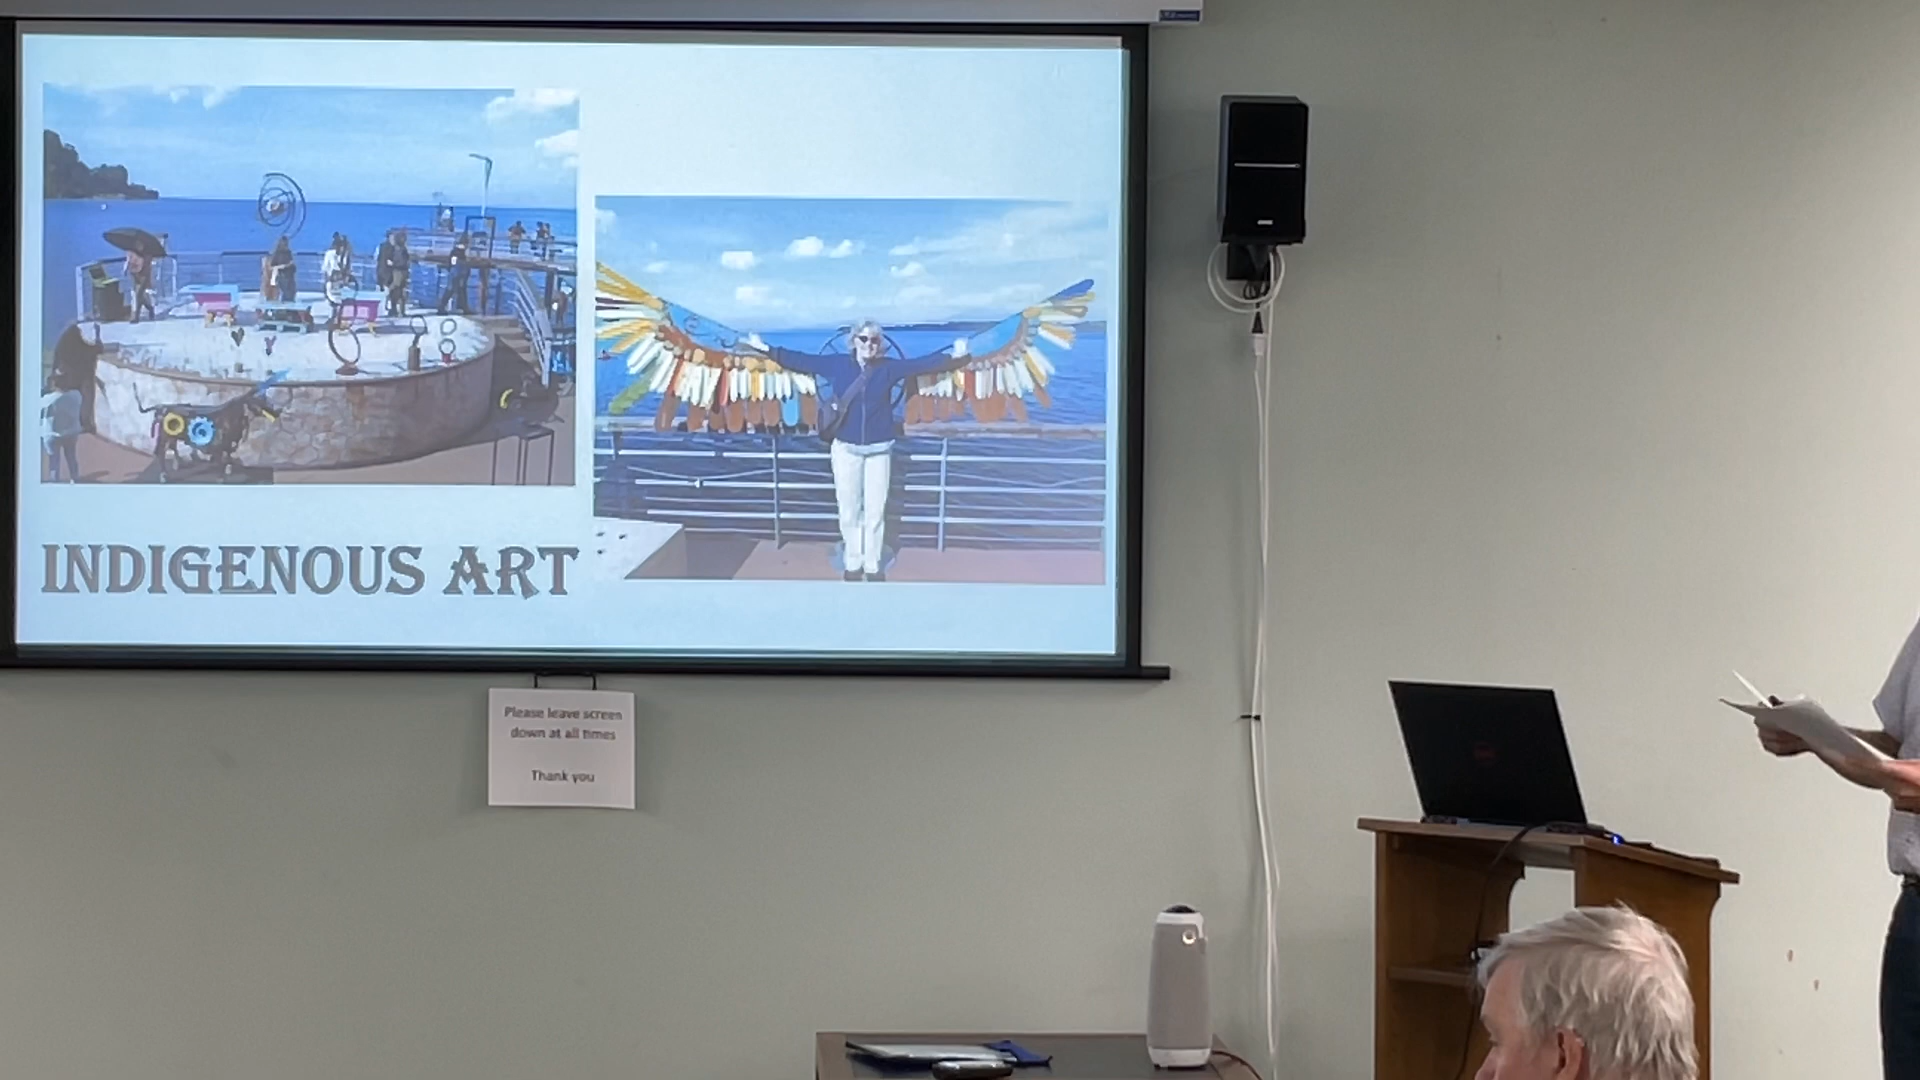 INDIGENOUS ART
Please leave screen
down at all times
Thank you